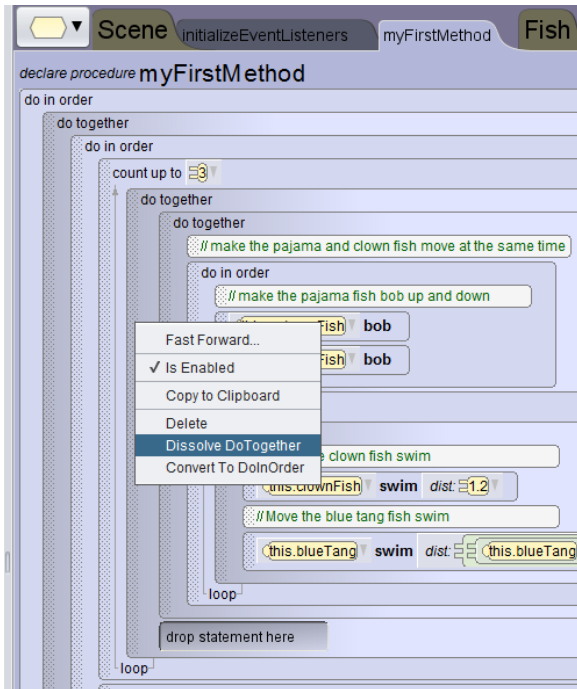 Scene initializeEventListeners myFirstMethod Fish
declare procedure myFirstMethod
do in order
do together
do in order
count up to 3
do together
do together
// make the pajama and clown fish move at the same time
do in order
// make the pajama fish bob up and down
Fish bob
Fish bob
Fast Forward...
✓ Is Enabled
Copy to Clipboard
Delete
Dissolve DoTogether
Convert To DoInOrder
clown fish swim
this.clownFish swim dist: 1.2
// Move the blue tang fish swim
this.blueTang swim dist: this.blueTang
loop
drop statement here
loop